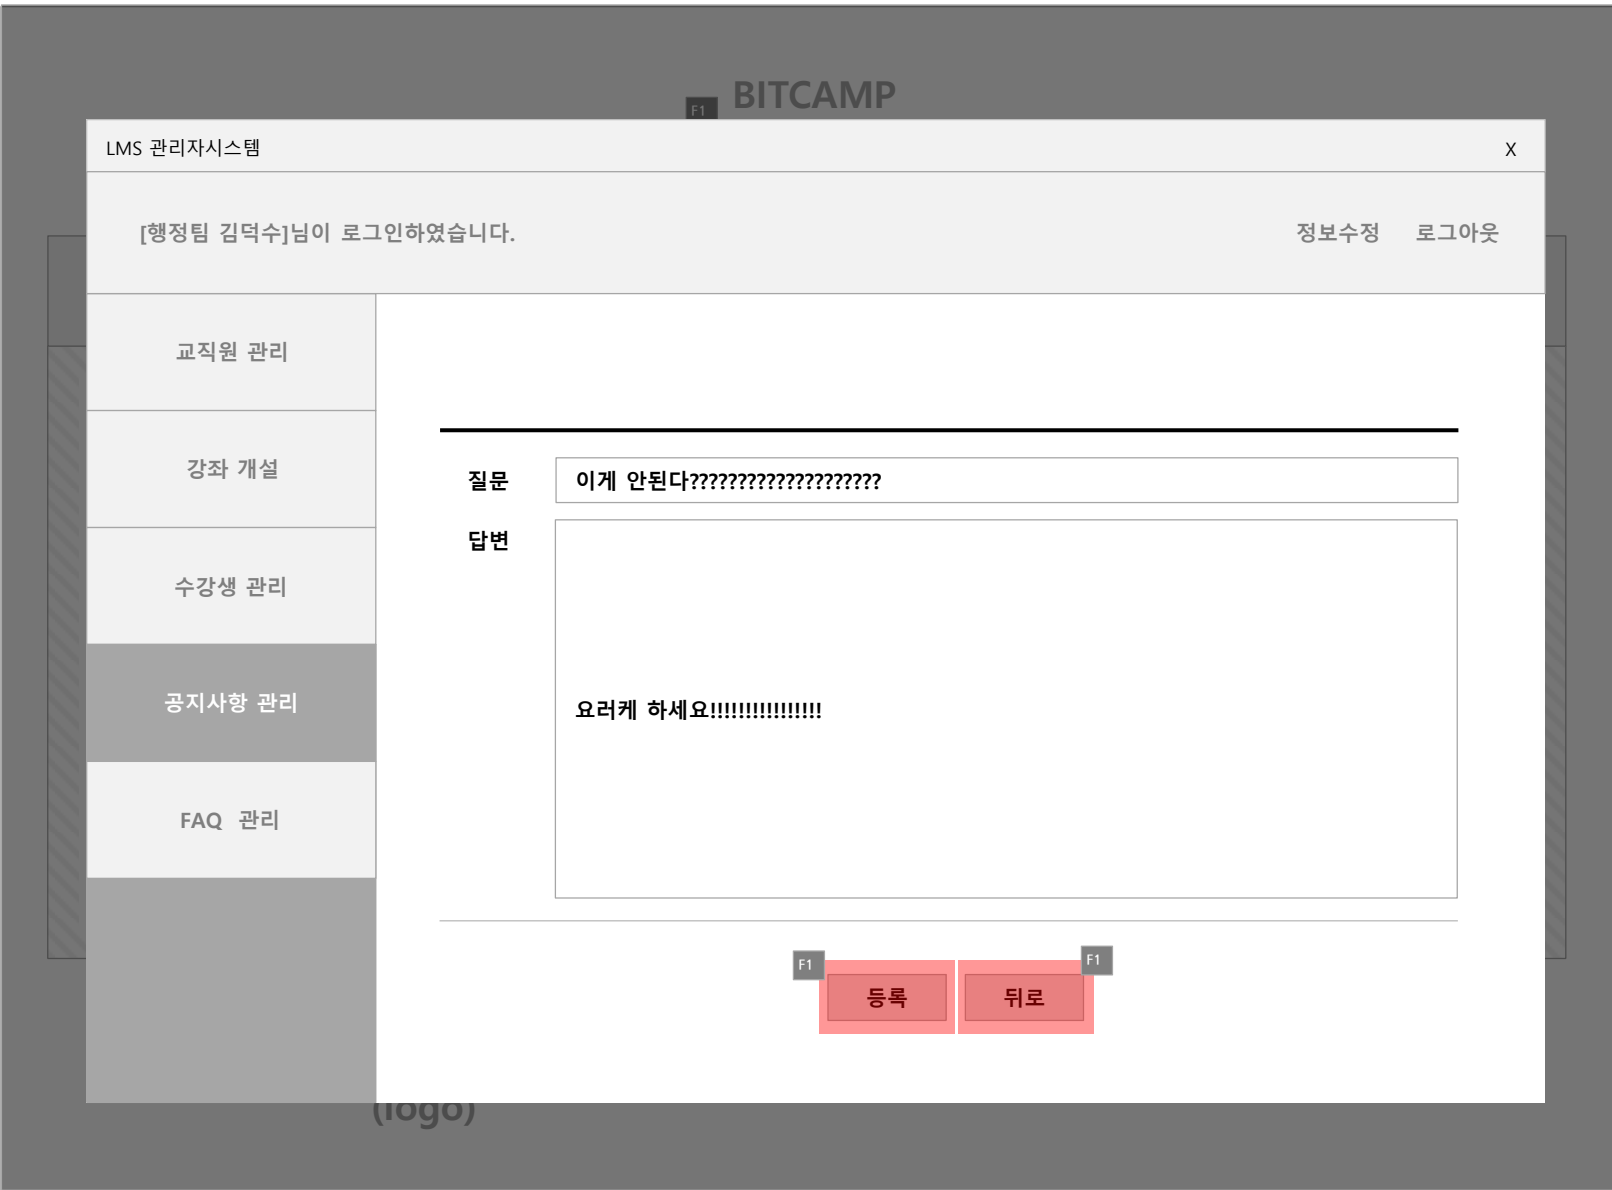 BITCAMP
F1
LMS 관리자시스템
X
[행정팀 김덕수]님이 로그인하였습니다.
정보수정 로그아웃
교직원 관리
강좌 개설
수강생 관리
공지사항 관리
FAQ 관리
질문
이게 안된다????????????????????
답변
요러케 하세요!!!!!!!!!!!!!!!!
F1
F1
등록
뒤로
(logo)